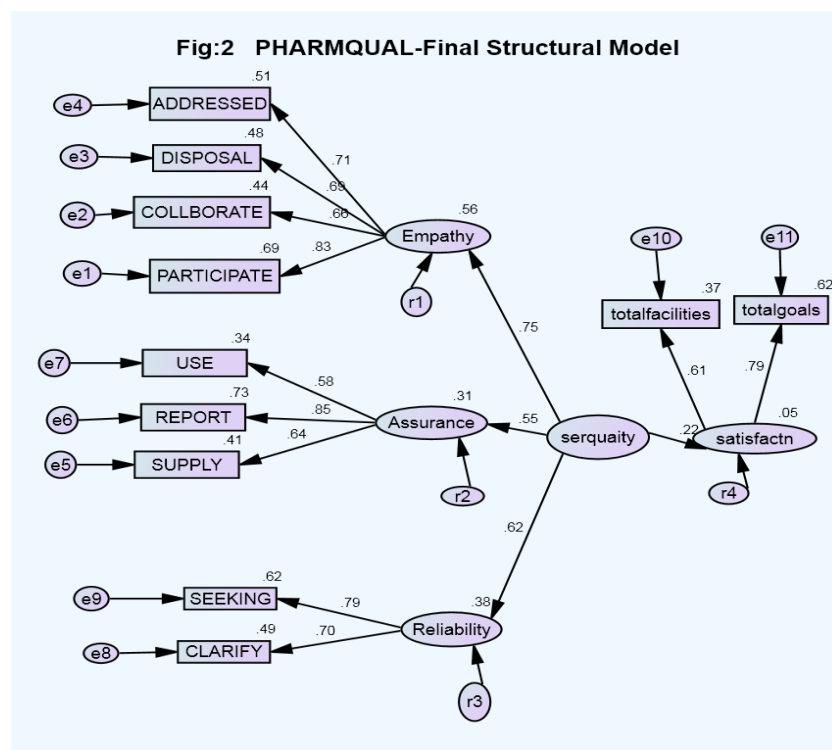 Fig:2 PHARMQUAL-Final Structural Model
.51
e4 ADDRESSED
.71
.48
e3 DISPOSAL
.69
.44
e2 COLLBORATE
.66
.69
e1 PARTICIPATE
.83
.56
Empathy
r1
e10 e11
.37 .62
totalfacilities totalgoals
.75
.61 .79
.34
e7 USE
.58
.73
e6 REPORT
.85
.41
e5 SUPPLY
.64
.31
Assurance
r2
.55
serquaity
.22
.05
satisfactn
r4
.62
.62
e9 SEEKING
.79
.49
e8 CLARIFY
.70
.38
Reliability
r3